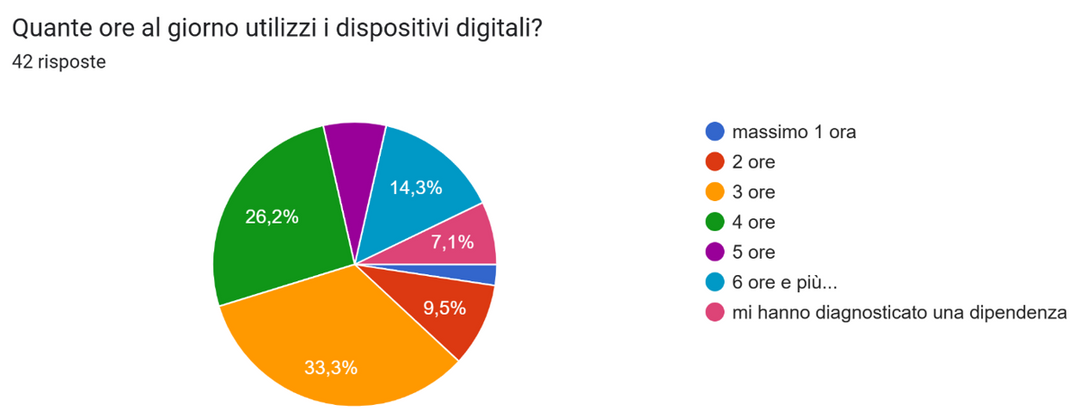 Quante ore al giorno utilizzi i dispositivi digitali?
42 risposte
massimo 1 ora
2 ore
3 ore
4 ore
5 ore
6 ore e più...
mi hanno diagnosticato una dipendenza
14,3%
26,2%
7,1%
9,5%
33,3%